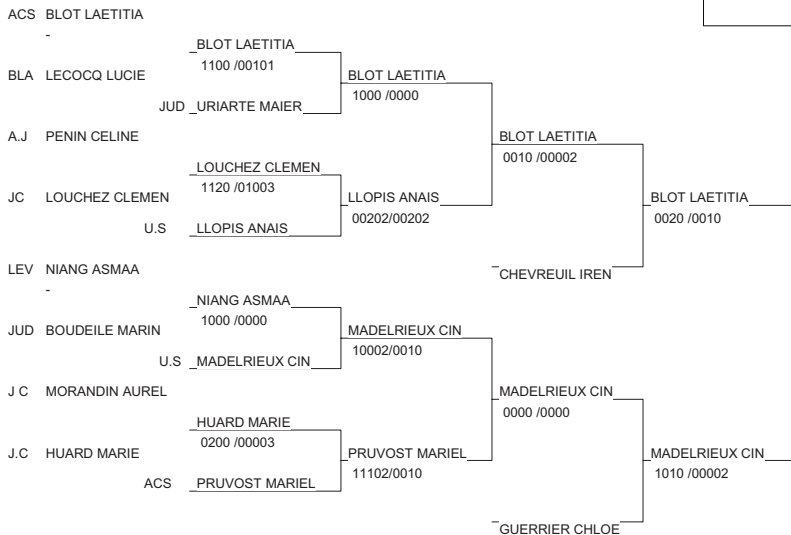 ACS BLOT LAETITIA
-
BLOT LAETITIA
1100 /00101
BLA LECOCQ LUCIE
BLOT LAETITIA
1000 /0000
JUD URIARTE MAIER
A.J PENIN CELINE
BLOT LAETITIA
0010 /00002
LOUCHEZ CLEMEN
1120 /01003
JC LOUCHEZ CLEMEN
LLOPIS ANAIS
00202/00202
BLOT LAETITIA
0020 /0010
U.S LLOPIS ANAIS
LEV NIANG ASMAA
-
CHEVREUIL IREN
NIANG ASMAA
1000 /0000
JUD BOUDEILE MARIN
MADELRIEUX CIN
10002/0010
U.S MADELRIEUX CIN
J C MORANDIN AUREL
MADELRIEUX CIN
0000 /0000
HUARD MARIE
0200 /00003
J.C HUARD MARIE
PRUVOST MARIEL
11102/0010
MADELRIEUX CIN
1010 /00002
ACS PRUVOST MARIEL
GUERRIER CHLOE